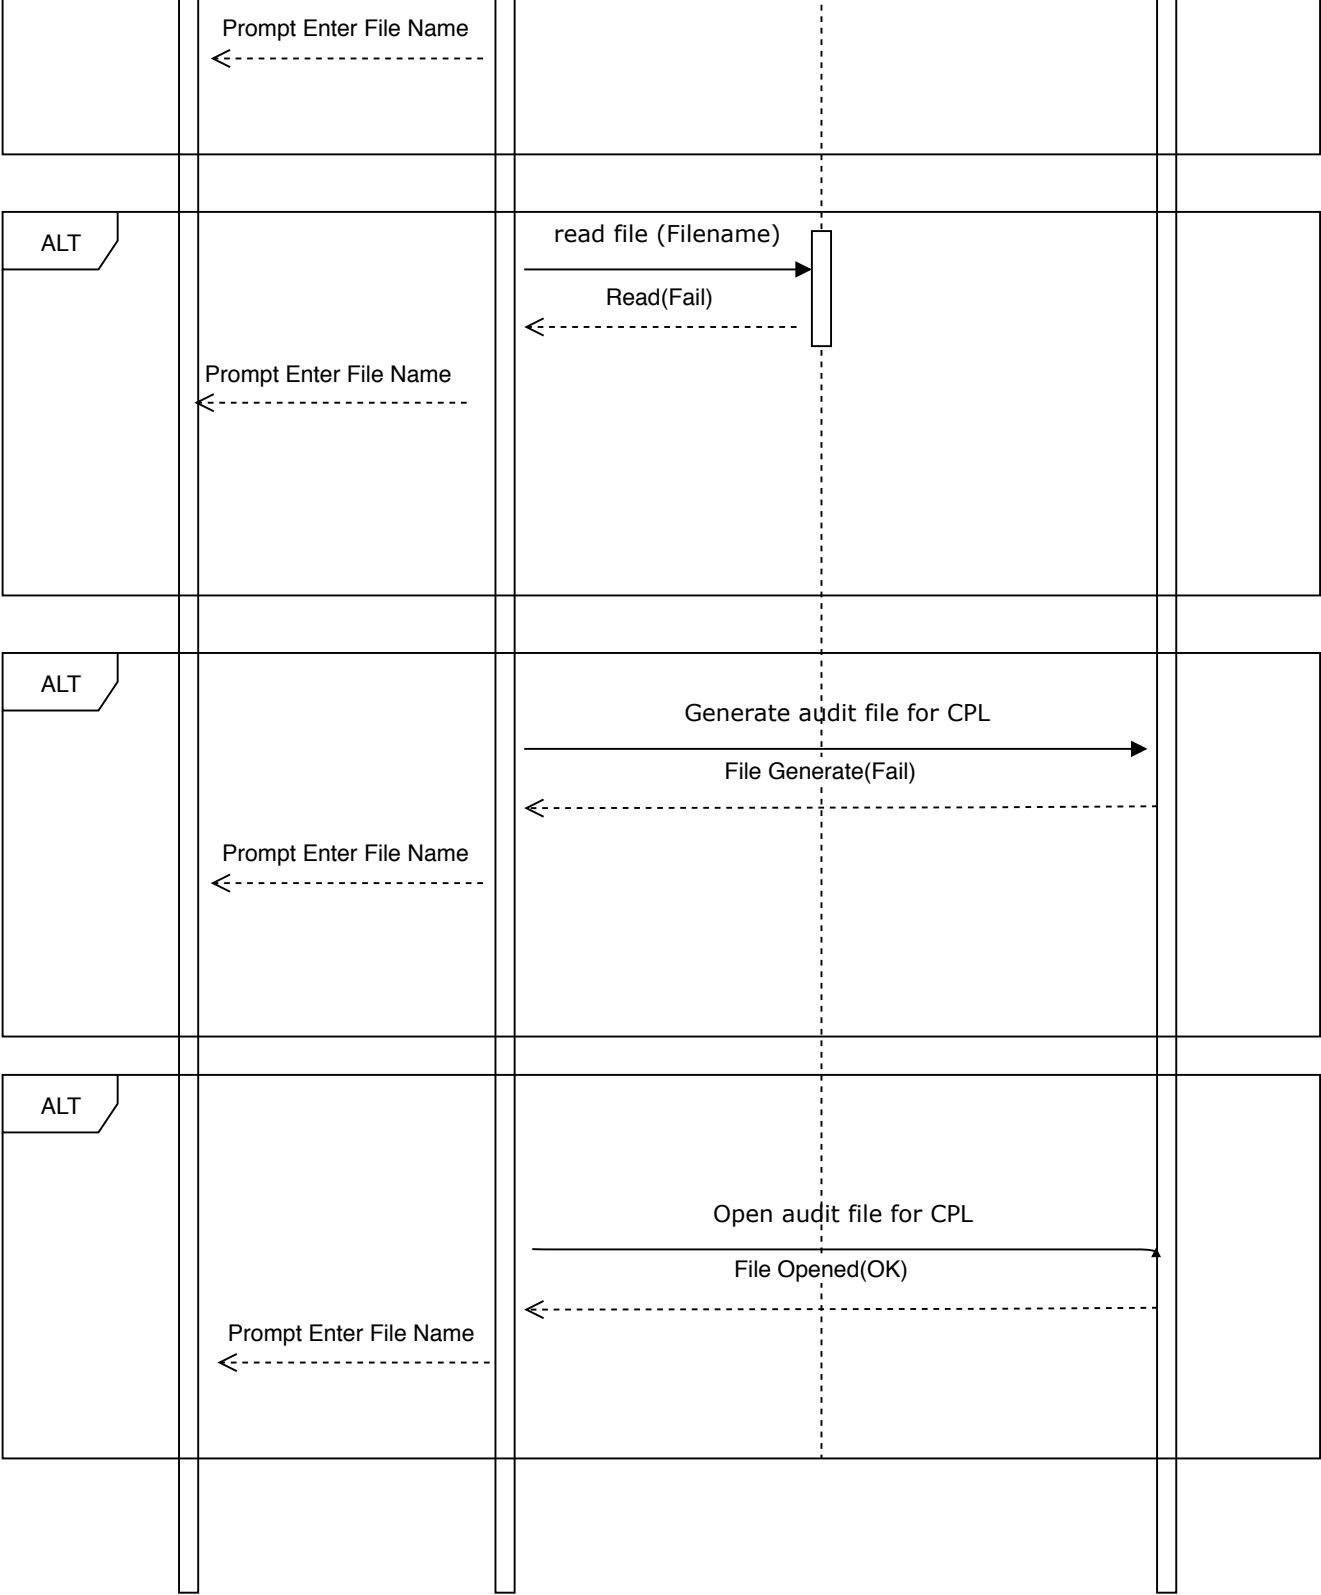 Prompt Enter File Name
ALT
read file (Filename)
Read(Fail)
Prompt Enter File Name
ALT
Generate audit file for CPL
File Generate(Fail)
Prompt Enter File Name
ALT
Open audit file for CPL
File Opened(OK)
Prompt Enter File Name